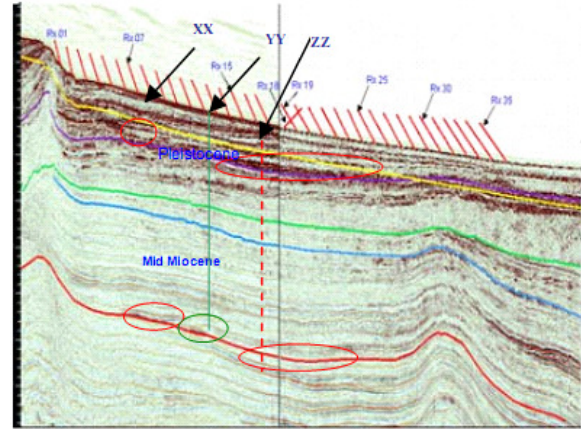 XX
YY
ZZ
Rx 01
Rx 07
Rx 15
Rx 18
Rx 19
Rx 25
Rx 30
Rx 35
Pleistocene
Mid Miocene